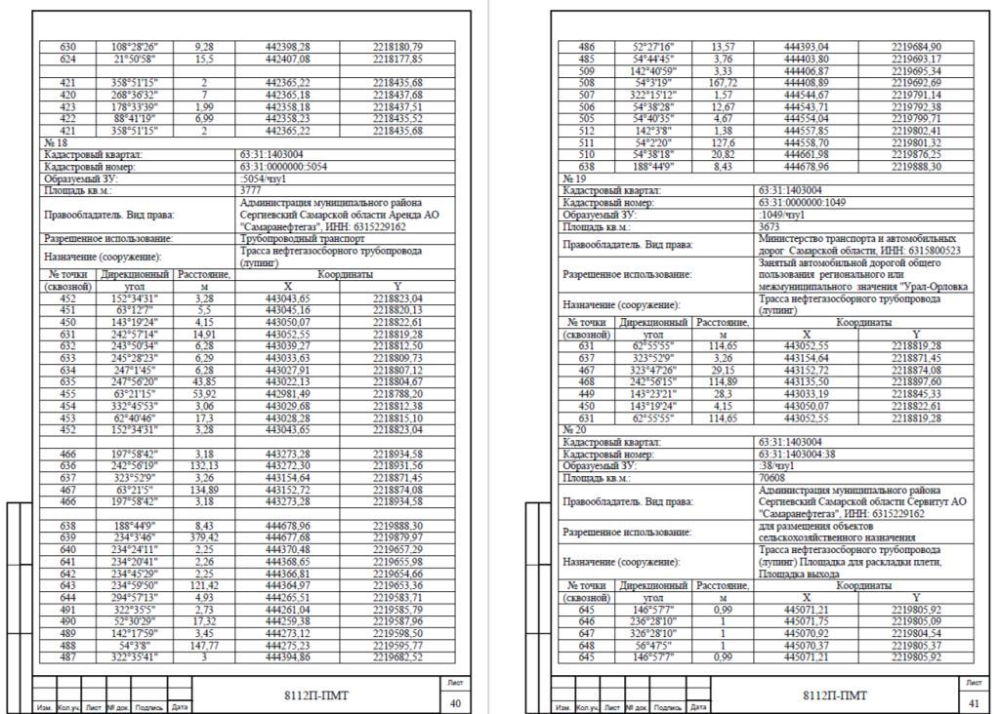 630 108°28'26" 9,28 442398,28 2218180,79
624 21°50'58" 15,5 442407,08 2218177,85
421 358°51'15" 2 442365,22 2218435,68
420 268°36'32" 7 442365,18 2218437,68
423 178°33'39" 1,99 442358,18 2218437,51
422 88°41'19" 6,99 442358,23 2218435,52
421 358°51'15" 2 442365,22 2218435,68
№ 18
Кадастровый квартал: 63:31:1403004
Кадастровый номер: 63:31:0000000:5054
Образуемый ЗУ: :5054/чзу1
Площадь кв.м.: 3777
Правообладатель. Вид права: Администрация муниципального района
Сергиевский Самарской области Аренда АО
"Самаранефтегаз", ИНН: 6315229162
Разрешенное использование: Трубопроводный транспорт
Назначение (сооружение): Трасса нефтегазосборного трубопровода
(лупинг)
№ точки Дирекционный Расстояние, Координаты
(сквозной) угол м X Y
452 152°34'31" 3,28 443043,65 2218823,04
451 63°12'7" 5,5 443045,16 2218820,13
450 143°19'24" 4,15 443050,07 2218822,61
631 242°57'14" 14,91 443052,55 2218819,28
632 243°50'34" 6,28 443039,27 2218812,50
633 245°28'23" 6,29 443033,63 2218809,73
634 247°1'45" 6,28 443027,91 2218807,12
635 247°56'20" 43,85 443022,13 2218804,67
455 63°21'15" 53,92 442981,49 2218788,20
454 332°45'53" 3,06 443029,68 2218812,38
453 62°40'46" 17,3 443028,28 2218815,10
452 152°34'31" 3,28 443043,65 2218823,04
466 197°58'42" 3,18 443273,28 2218934,58
636 242°56'19" 132,13 443272,30 2218931,56
637 323°52'9" 3,26 443154,64 2218871,45
467 63°21'5" 134,89 443152,72 2218874,08
466 197°58'42" 3,18 443273,28 2218934,58
638 188°44'9" 8,43 444678,96 2219888,30
639 234°3'46" 379,42 444677,68 2219879,97
640 234°24'11" 2,25 444370,48 2219657,29
641 234°20'41" 2,26 444368,65 2219655,98
642 234°45'29" 2,25 444366,81 2219654,66
643 234°59'50" 121,42 444364,97 2219653,36
644 294°57'13" 4,93 444265,51 2219583,71
491 322°35'5" 2,73 444261,04 2219585,79
490 52°30'29" 17,32 444259,38 2219587,96
489 142°17'59" 3,45 444273,12 2219598,50
488 54°3'8" 147,77 444275,23 2219595,77
487 322°35'41" 3 444394,86 2219682,52
Изм. Кол.уч. Лист № док. Подпись Дата
8112П-ПМТ
Лист
40
486 52°27'16" 13,57 444393,04 2219684,90
485 54°44'45" 3,76 444403,80 2219693,17
509 142°40'59" 3,33 444406,87 2219695,34
508 54°3'19" 167,72 444408,89 2219692,69
507 322°15'12" 1,57 444544,67 2219791,14
506 54°38'28" 12,67 444543,71 2219792,38
505 54°35'40" 4,67 444554,04 2219799,71
512 142°3'8" 1,38 444557,85 2219802,41
511 54°2'20" 127,6 444558,70 2219801,32
510 54°38'18" 20,82 444661,98 2219876,25
638 188°44'9" 8,43 444678,96 2219888,30
№ 19
Кадастровый квартал: 63:31:1403004
Кадастровый номер: 63:31:0000000:1049
Образуемый ЗУ: :1049/чзу1
Площадь кв.м.: 3673
Правообладатель. Вид права: Министерство транспорта и автомобильных
дорог Самарской области, ИНН: 6315800523
Разрешенное использование: Занятый автомобильной дорогой общего
пользования регионального или
межмуниципального значения "Урал-Орловка
Назначение (сооружение): Трасса нефтегазосборного трубопровода
(лупинг)
№ точки Дирекционный Расстояние, Координаты
(сквозной) угол м X Y
631 62°55'55" 114,65 443052,55 2218819,28
637 323°52'9" 3,26 443154,64 2218871,45
467 323°47'26" 29,15 443152,72 2218874,08
468 242°56'15" 114,89 443135,50 2218897,60
449 143°23'21" 28,3 443033,19 2218845,33
450 143°19'24" 4,15 443050,07 2218822,61
631 62°55'55" 114,65 443052,55 2218819,28
№ 20
Кадастровый квартал: 63:31:1403004
Кадастровый номер: 63:31:1403004:38
Образуемый ЗУ: :38/чзу1
Площадь кв.м.: 70608
Правообладатель. Вид права: Администрация муниципального района
Сергиевский Самарской области Сервитут АО
"Самаранефтегаз", ИНН: 6315229162
Разрешенное использование: для размещения объектов
сельскохозяйственного назначения
Назначение (сооружение): Трасса нефтегазосборного трубопровода
(лупинг) Площадка для раскладки плети,
Площадка выхода
№ точки Дирекционный Расстояние, Координаты
(сквозной) угол м X Y
645 146°57'7" 0,99 445071,21 2219805,92
646 236°28'10" 1 445071,75 2219805,09
647 326°28'10" 1 445070,92 2219804,54
648 56°47'5" 1 445070,37 2219805,37
645 146°57'7" 0,99 445071,21 2219805,92
Изм. Кол.уч. Лист № док. Подпись Дата
8112П-ПМТ
Лист
41